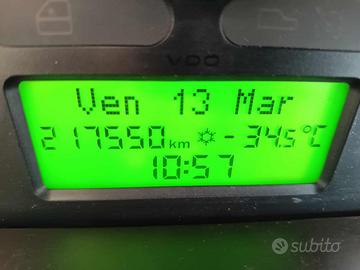 VDO
Ven 13 Mar
217550 km -34.5°C
10:57
subito